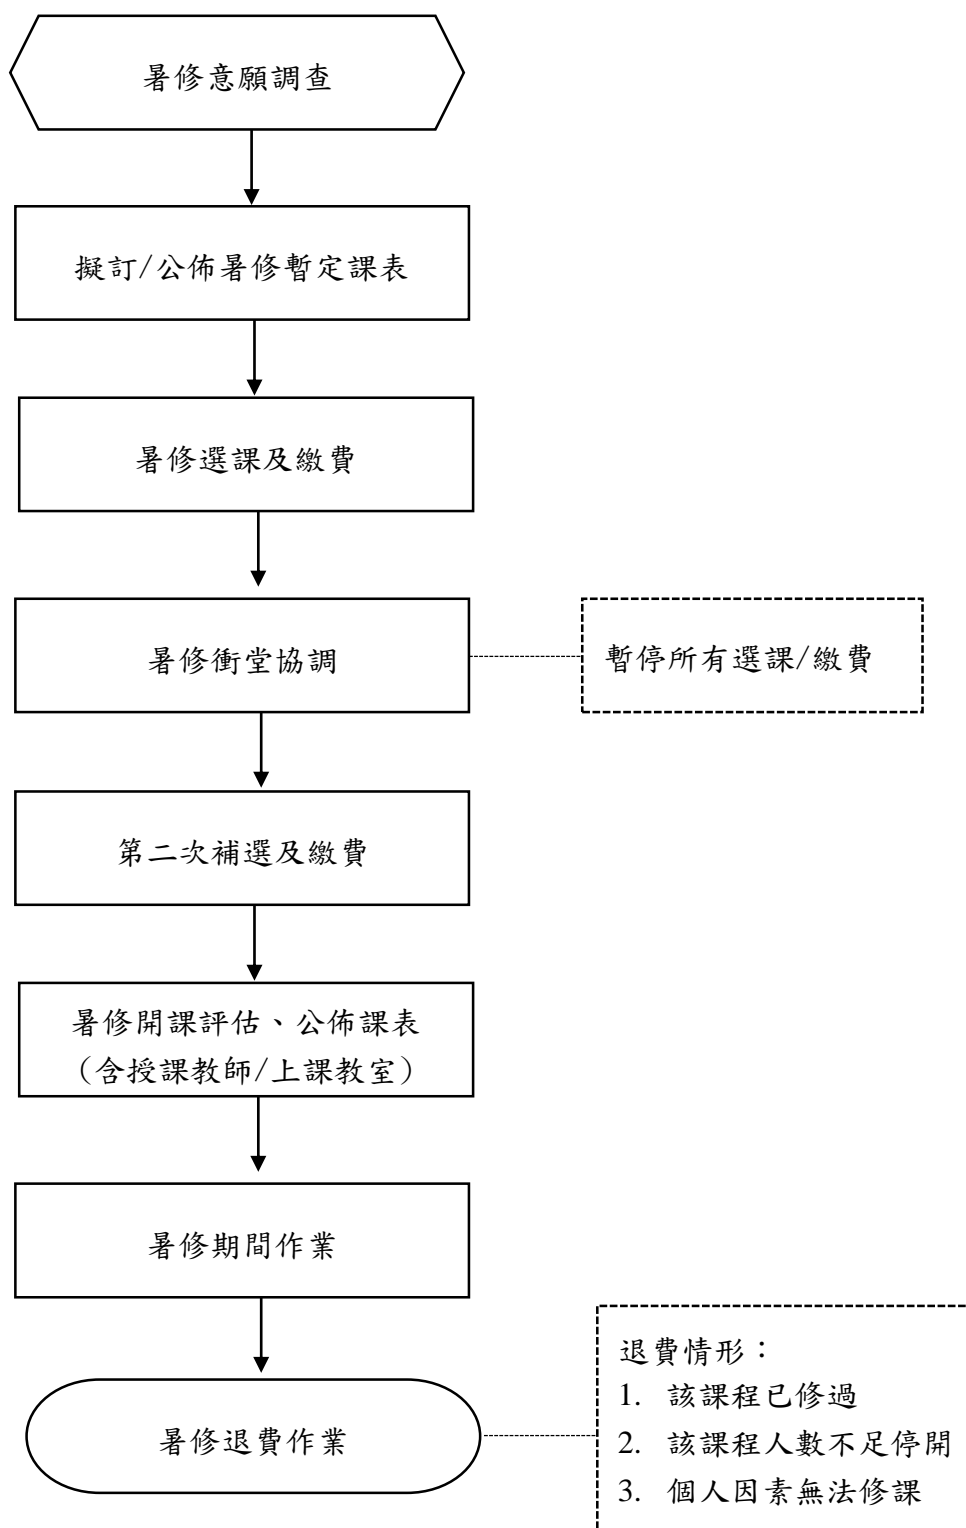 暑修意願調查
擬訂/公佈暑修暫定課表
暑修選課及繳費
暑修衝堂協調
暫停所有選課/繳費
第二次補選及繳費
暑修開課評估、公佈課表
（含授課教師/上課教室）
暑修期間作業
暑修退費作業
退費情形：
1. 該課程已修過
2. 該課程人數不足停開
3. 個人因素無法修課